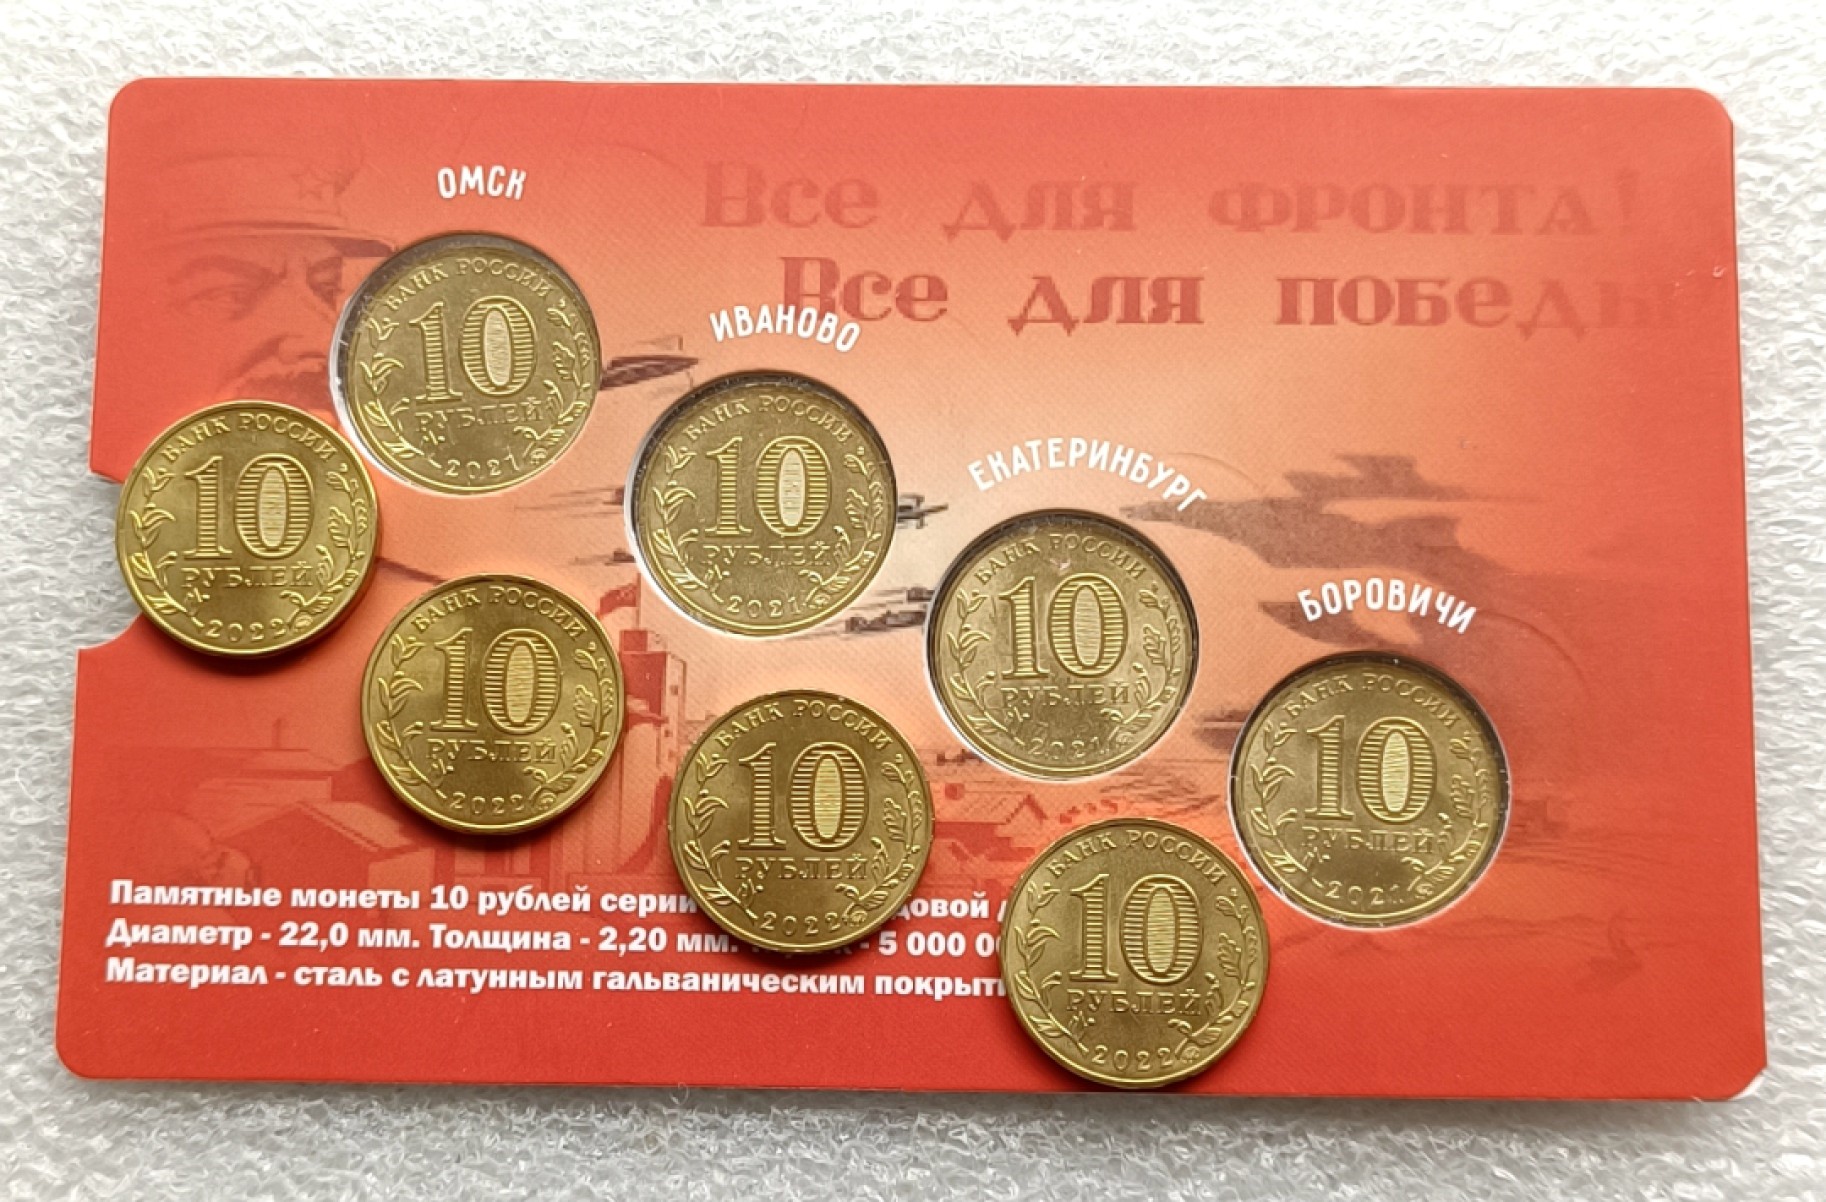 Все для фронта!
Все для победы
ОМСК
ИВАНОВО
ЕКАТЕРИНБУРГ
БОРОВИЧИ
БАНК РОССИИ
10
РУБЛЕЙ
2021
БАНК РОССИИ
10
РУБЛЕЙ
2021
БАНК РОССИИ
10
РУБЛЕЙ
2021
БАНК РОССИИ
10
РУБЛЕЙ
2021
БАНК РОССИИ
10
РУБЛЕЙ
2022
БАНК РОССИИ
10
РУБЛЕЙ
2022
БАНК РОССИИ
10
РУБЛЕЙ
2022
БАНК РОССИИ
10
РУБЛЕЙ
2022
Памятные монеты 10 рублей серии
Диаметр - 22,0 мм. Толщина - 2,20 мм. - 5 000
Материал - сталь с латунным гальваническим